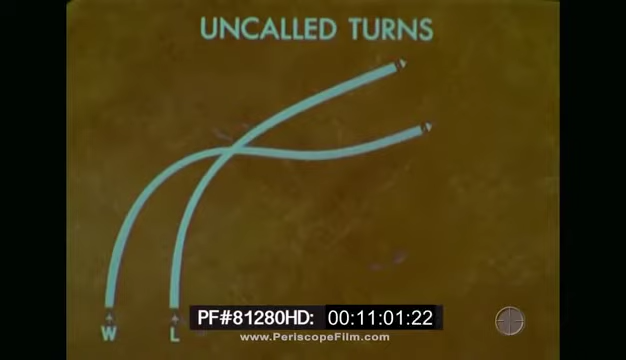 UNCALLED TURNS
W L
PF#81280HD: 00:11:01:22
www.PeriscopeFilm.com